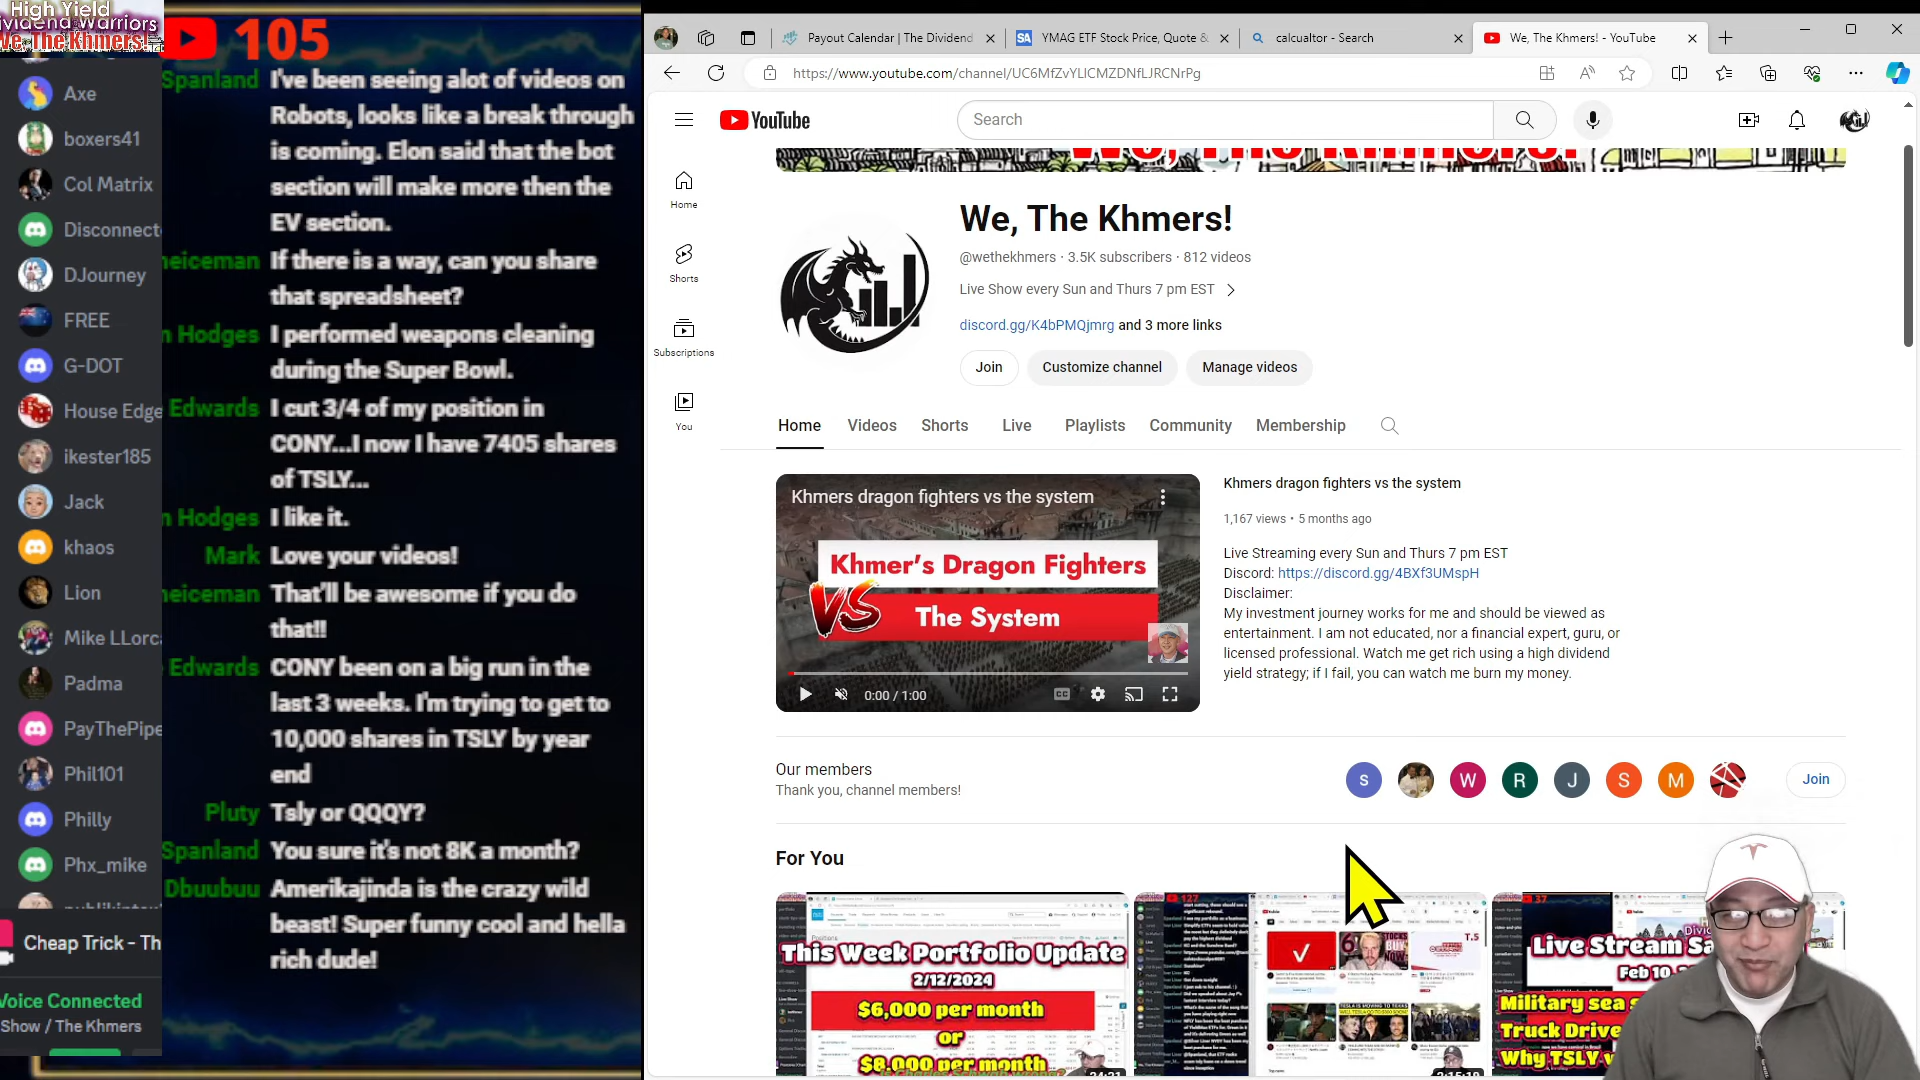 High Yield
We, The Khmers!
105
Axe
boxers41
Col Matrix
Disconnect
DJourney
FREE
G-DOT
House Edge
ikester185
Jack
khaos
Lion
Mike LLorca
Padma
PayThePipe
Phil101
Philly
Phx_mike
Cheap Trick - Th
Voice Connected
Show / The Khmers
Spanland I've been seeing alot of videos on
Robots, looks like a break through
is coming. Elon said that the bot
section will make more then the
EV section.
neiceman If there is a way, can you share
that spreadsheet?
n Hodges I performed weapons cleaning
during the Super Bowl.
Edwards I cut 3/4 of my position in
CONY...I now I have 7405 shares
of TSLY...
n Hodges I like it.
Mark Love your videos!
neiceman That'll be awesome if you do
that!!
Edwards CONY been on a big run in the
last 3 weeks. I'm trying to get to
10,000 shares in TSLY by year
end
Pluty Tsly or QQQY?
Spanland You sure it's not 8K a month?
Dbuubuu Amerikajinda is the crazy wild
beast! Super funny cool and hella
rich dude!
Payout Calendar | The Dividend
SA YMAG ETF Stock Price, Quote &
calcualtor - Search
We, The Khmers! - YouTube
https://www.youtube.com/channel/UC6MfZvYLlCMZDNfLJRCNrPg
YouTube
Search
Home
Shorts
Subscriptions
You
We, The Khmers!
We, The Khmers!
@wethekhmers · 3.5K subscribers · 812 videos
Live Show every Sun and Thurs 7 pm EST
discord.gg/K4bPMQjmrg and 3 more links
Join Customize channel Manage videos
Home Videos Shorts Live Playlists Community Membership
Khmers dragon fighters vs the system
Khmer's Dragon Fighters
VS The System
0:00 / 1:00
CC
Khmers dragon fighters vs the system
1,167 views • 5 months ago
Live Streaming every Sun and Thurs 7 pm EST
Discord: https://discord.gg/4BXf3UMspH
Disclaimer:
My investment journey works for me and should be viewed as
entertainment. I am not educated, nor a financial expert, guru, or
licensed professional. Watch me get rich using a high dividend
yield strategy; if I fail, you can watch me burn my money.
Our members
Thank you, channel members!
s W R J S M
Join
For You
This Week Portfolio Update
2/12/2024
$6,000 per month
or
$8,000 per month
127
37
Live Stream Sa
Feb 10,
Military sea s
Truck Drive
Why TSLY